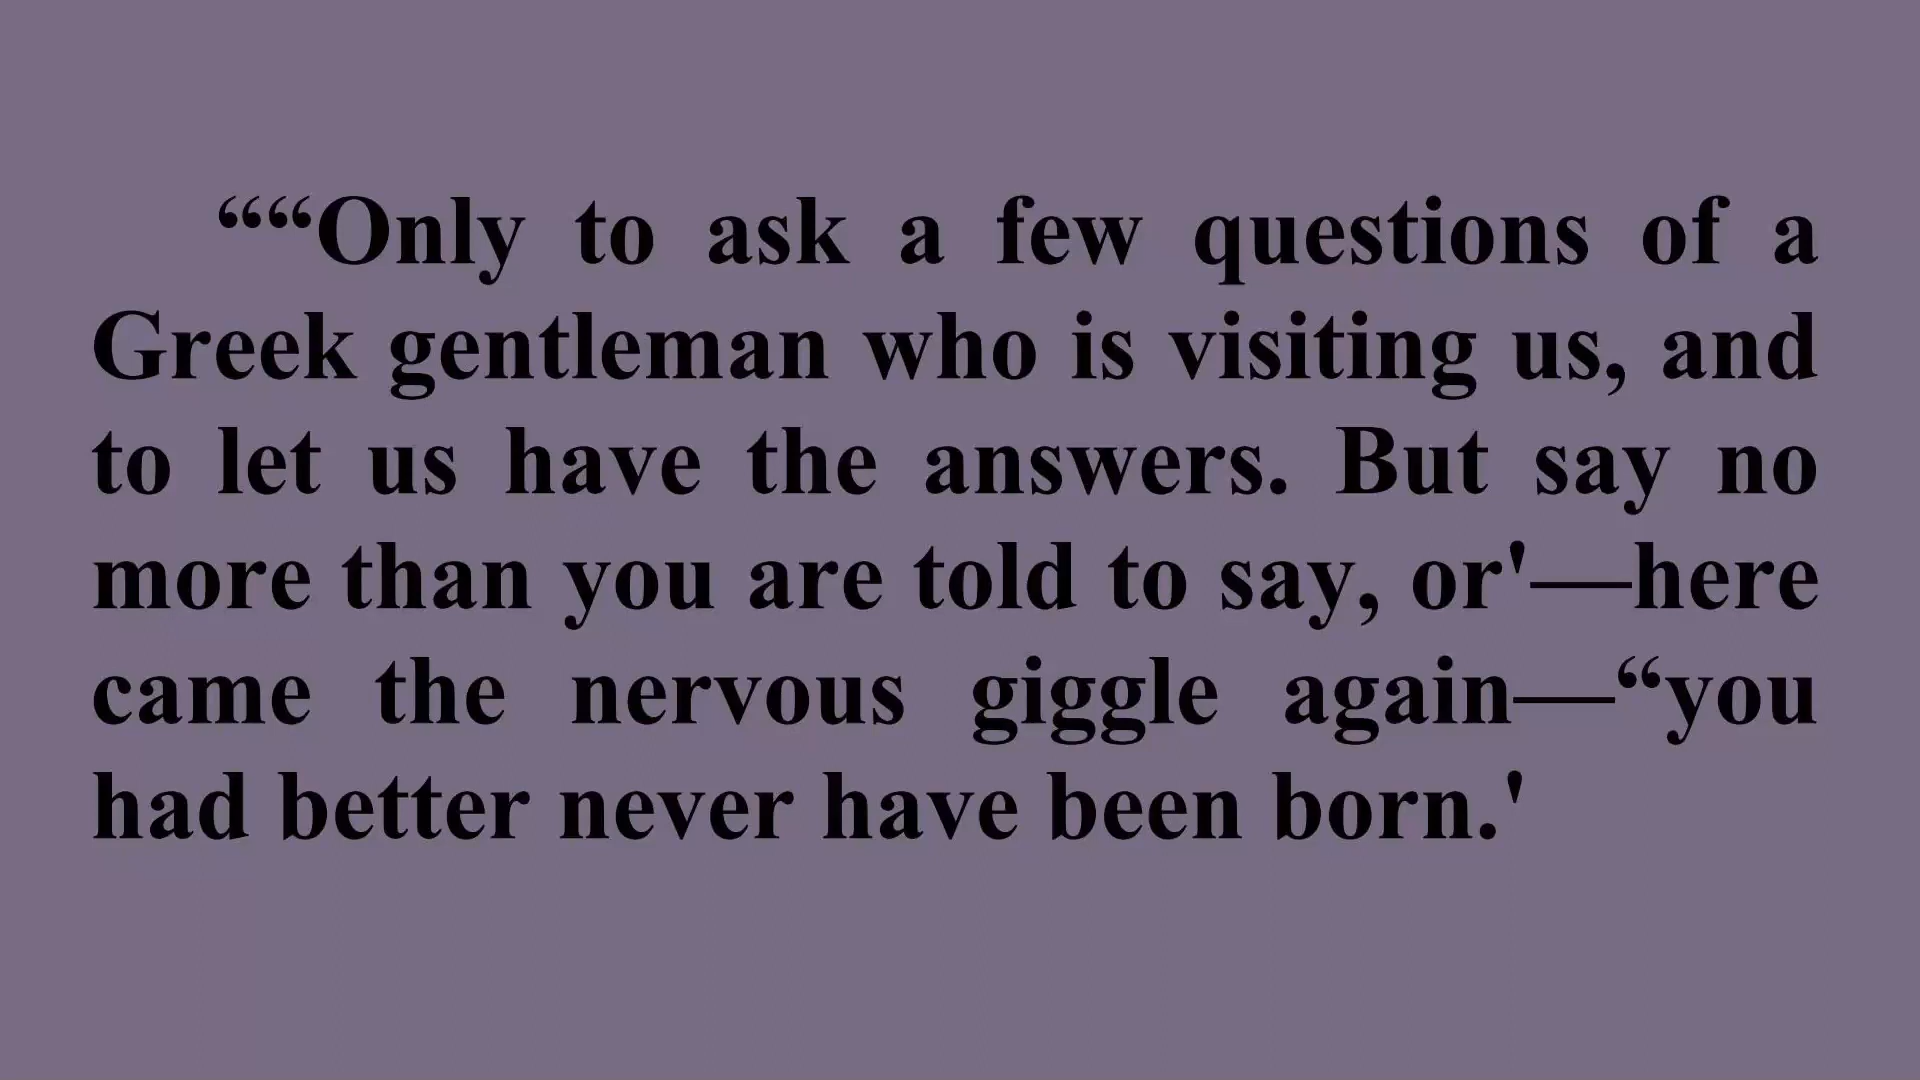 ““Only to ask a few questions of a
Greek gentleman who is visiting us, and
to let us have the answers. But say no
more than you are told to say, or'—here
came the nervous giggle again—“you
had better never have been born.'